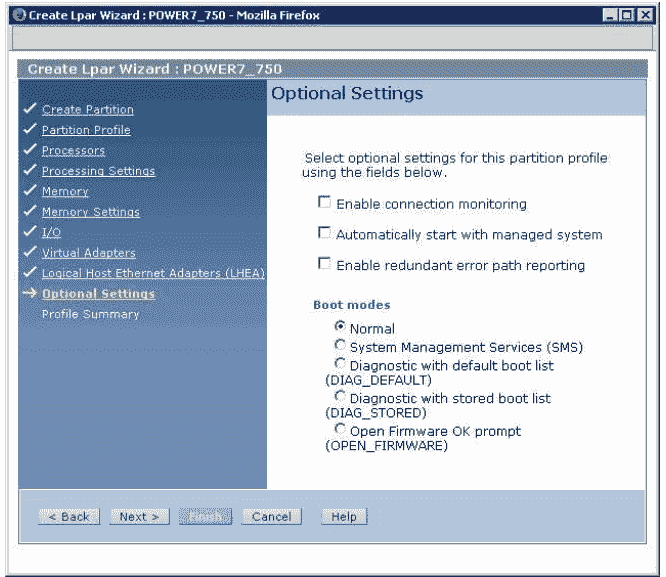 Create Lpar Wizard : POWER7_750 - Mozilla Firefox
Create Lpar Wizard : POWER7_750
Create Partition
Partition Profile
Processors
Processing Settings
Memory
Memory Settings
I/O
Virtual Adapters
Logical Host Ethernet Adapters (LHEA)
Optional Settings
Profile Summary
Optional Settings
Select optional settings for this partition profile
using the fields below.
Enable connection monitoring
Automatically start with managed system
Enable redundant error path reporting
Boot modes
Normal
System Management Services (SMS)
Diagnostic with default boot list
(DIAG_DEFAULT)
Diagnostic with stored boot list
(DIAG_STORED)
Open Firmware OK prompt
(OPEN_FIRMWARE)
< Back
Next >
Finish
Cancel
Help